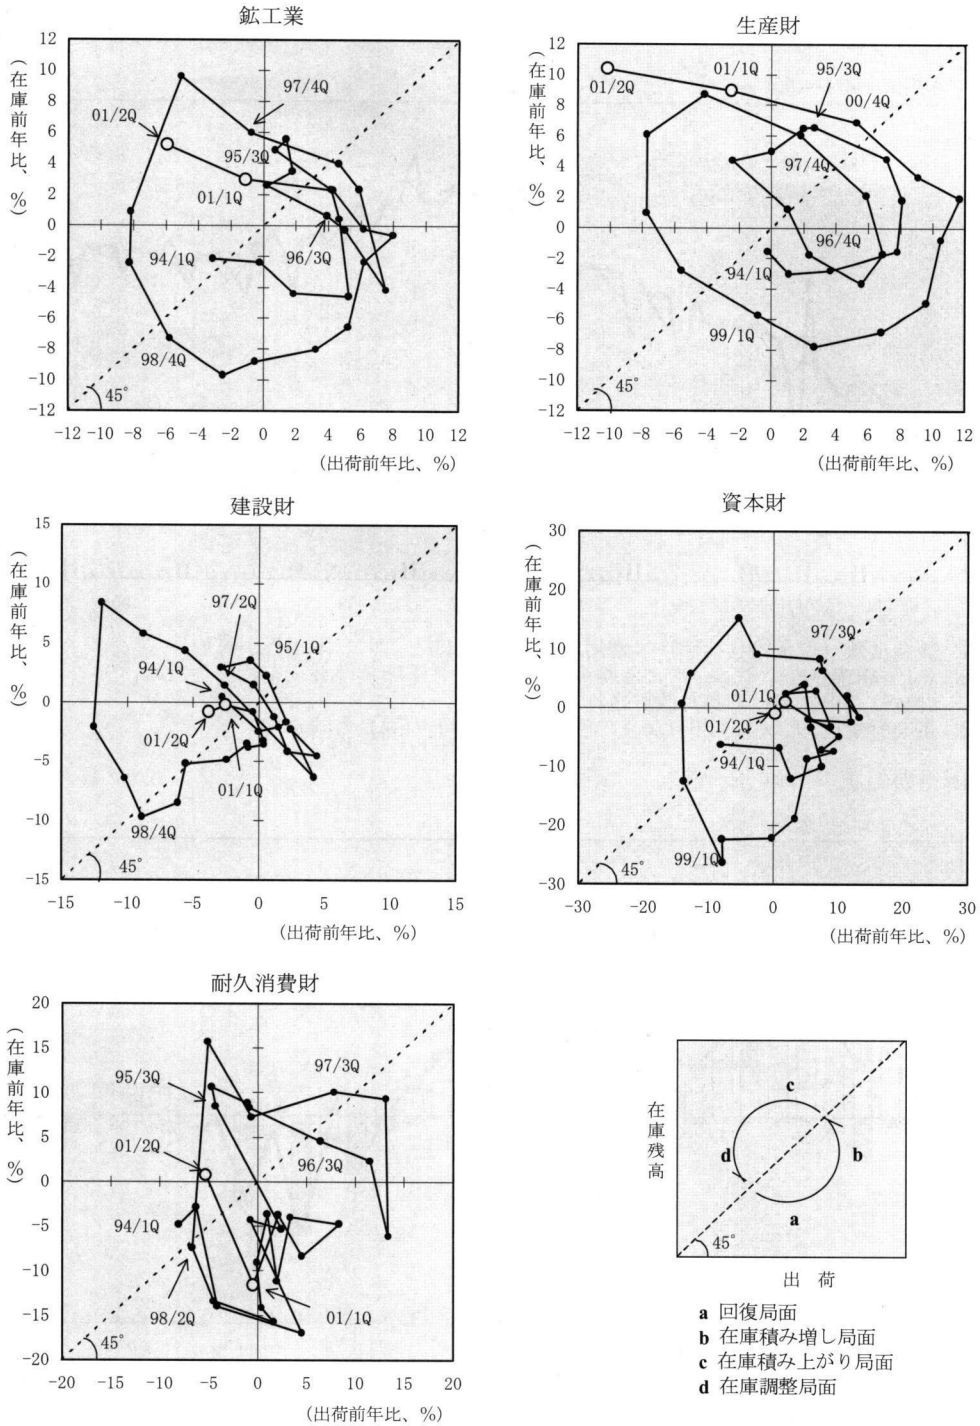 鉱工業
(在庫前年比、%)
12
10
8
6
4
2
0
-2
-4
-6
-8
-10
-12
01/2Q
97/4Q
95/3Q
01/1Q
94/1Q
96/3Q
98/4Q
45°
-12 -10 -8 -6 -4 -2 0 2 4 6 8 10 12
(出荷前年比、%)
生産財
(在庫前年比、%)
12
10
8
6
4
2
0
-2
-4
-6
-8
-10
-12
01/2Q
01/1Q
95/3Q
00/4Q
97/4Q
96/4Q
94/1Q
99/1Q
45°
-12 -10 -8 -6 -4 -2 0 2 4 6 8 10 12
(出荷前年比、%)
建設財
(在庫前年比、%)
15
10
5
0
-5
-10
-15
97/2Q
95/1Q
94/1Q
01/2Q
01/1Q
98/4Q
45°
-15 -10 -5 0 5 10 15
(出荷前年比、%)
資本財
(在庫前年比、%)
30
20
10
0
-10
-20
-30
97/3Q
01/1Q
01/2Q
94/1Q
99/1Q
45°
-30 -20 -10 0 10 20 30
(出荷前年比、%)
耐久消費財
(在庫前年比、%)
20
15
10
5
0
-5
-10
-15
-20
97/3Q
95/3Q
01/2Q
96/3Q
94/1Q
98/2Q
01/1Q
45°
-20 -15 -10 -5 0 5 10 15 20
(出荷前年比、%)
在庫残高
c
d
b
a
45°
出 荷
a 回復局面
b 在庫積み増し局面
c 在庫積み上がり局面
d 在庫調整局面